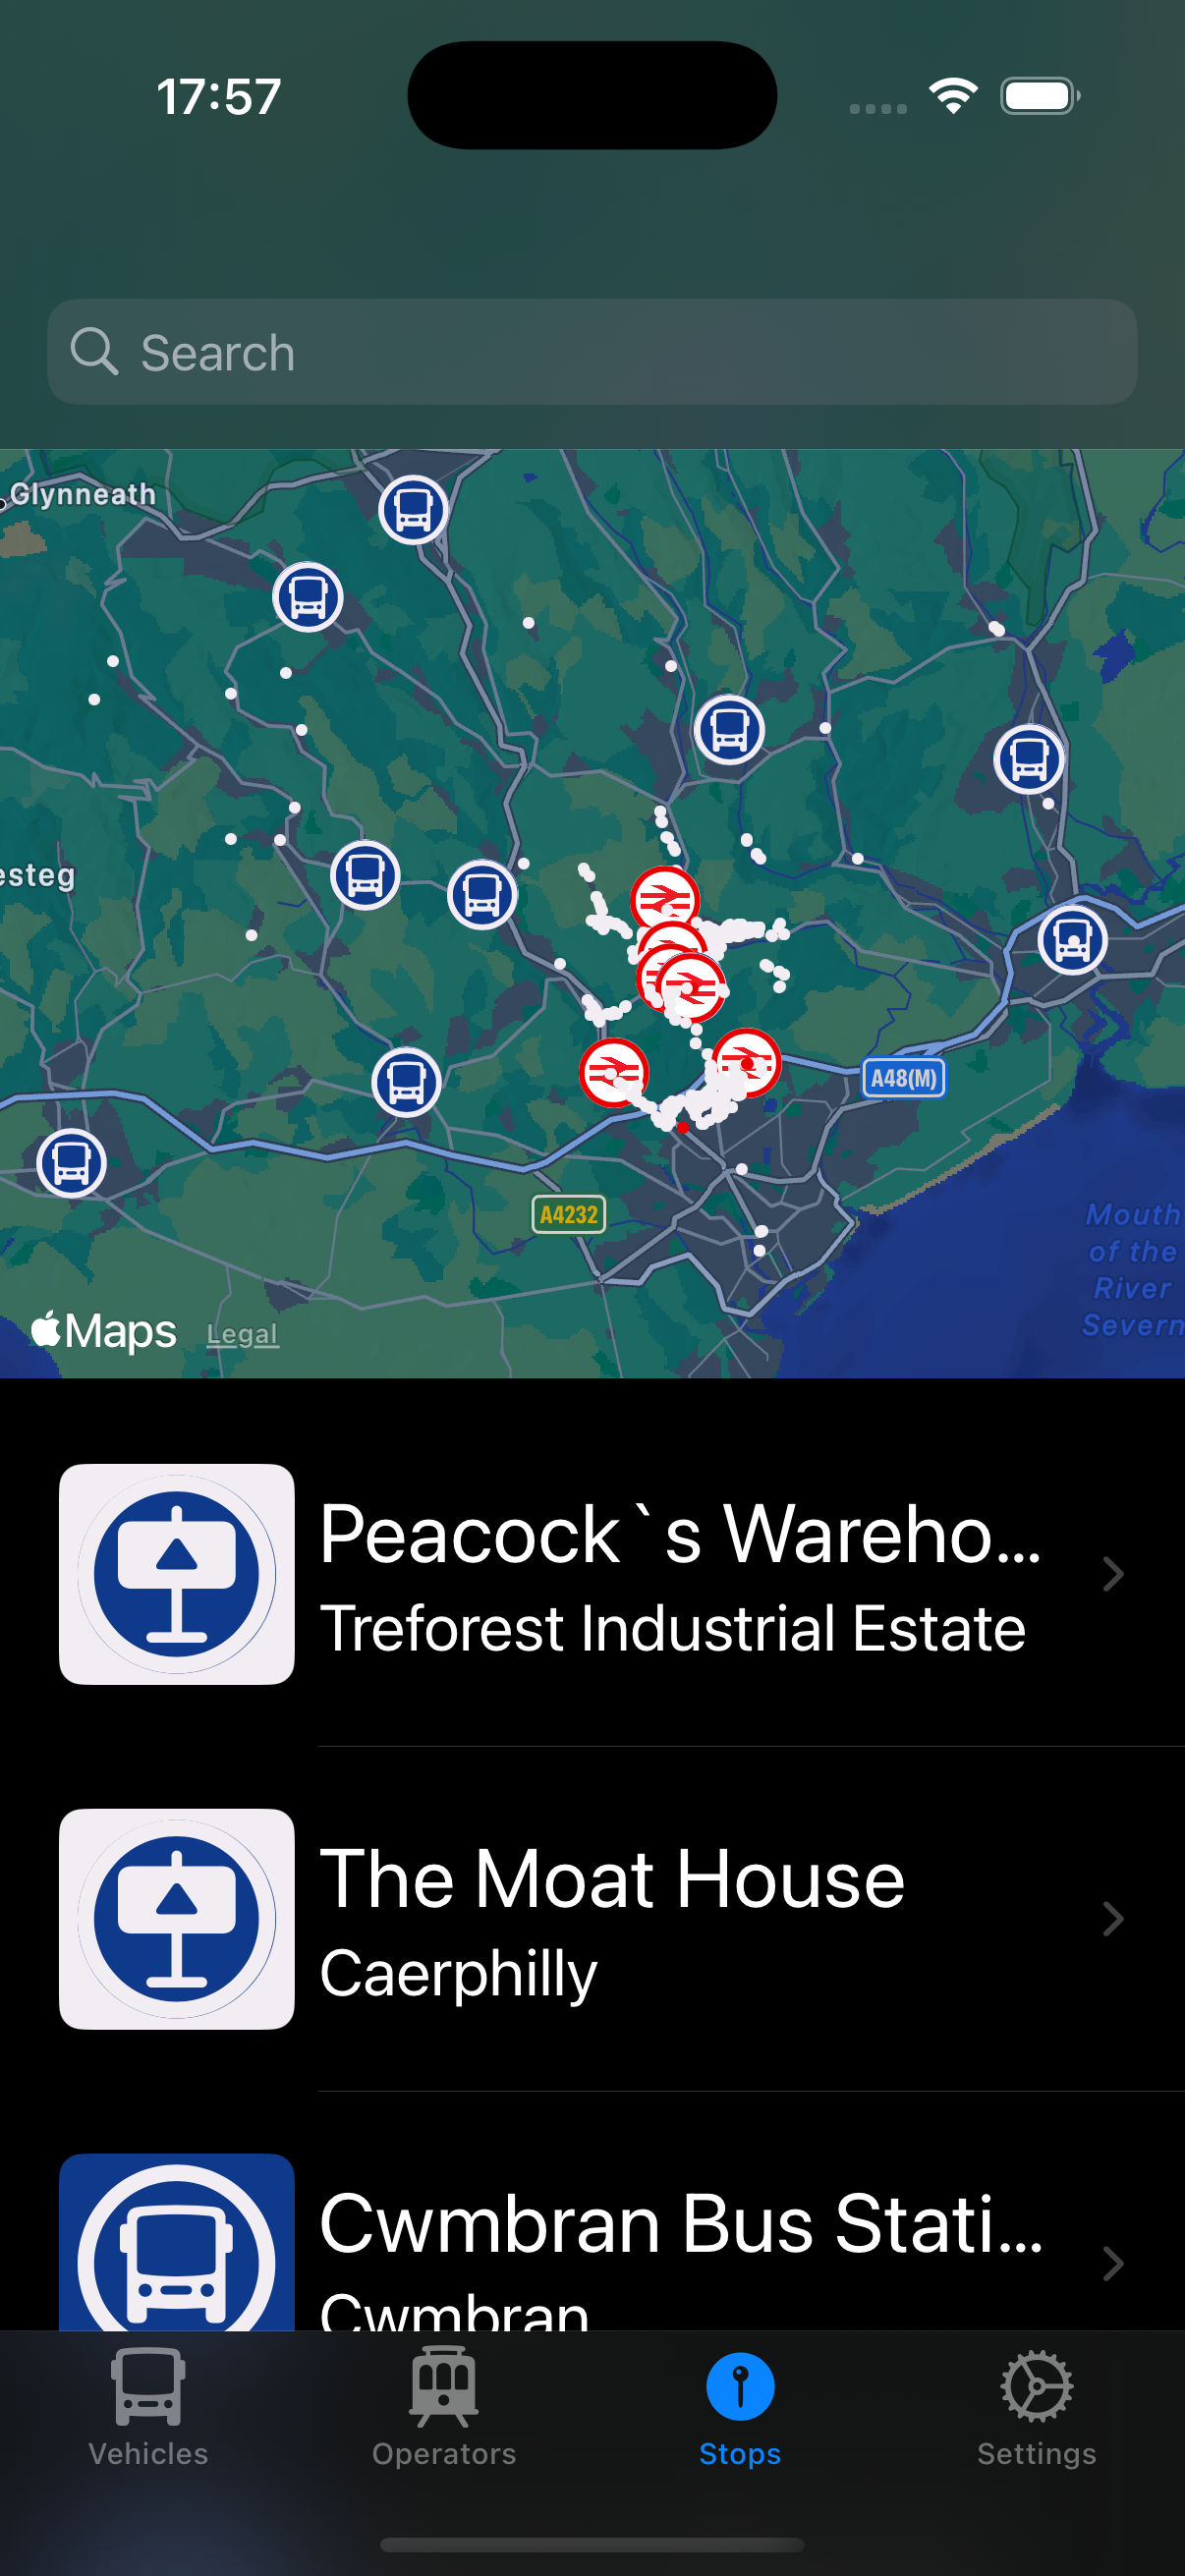 17:57
Search
Glynneath
esteg
A48(M)
A4232
Mouth
of the
River
Severn
Maps
Legal
Peacock`s Wareho...
Treforest Industrial Estate
The Moat House
Caerphilly
Cwmbran Bus Stati...
Cwmbran
Vehicles
Operators
Stops
Settings